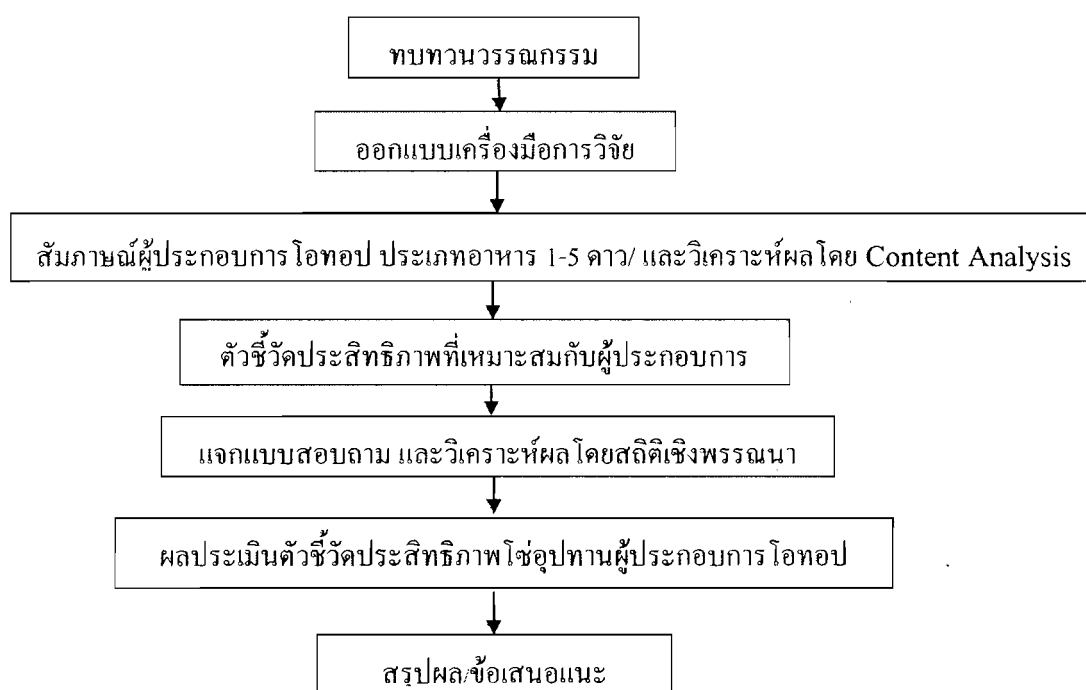 ทบทวนวรรณกรรม
ออกแบบเครื่องมือการวิจัย
สัมภาษณ์ผู้ประกอบการโอทอป ประเภทอาหาร 1-5 ดาว/ และวิเคราะห์ผลโดย Content Analysis
ตัวชี้วัดประสิทธิภาพที่เหมาะสมกับผู้ประกอบการ
แจกแบบสอบถาม และวิเคราะห์ผลโดยสถิติเชิงพรรณนา
ผลประเมินตัวชี้วัดประสิทธิภาพโซ่อุปทานผู้ประกอบการโอทอป
สรุปผล/ข้อเสนอแนะ